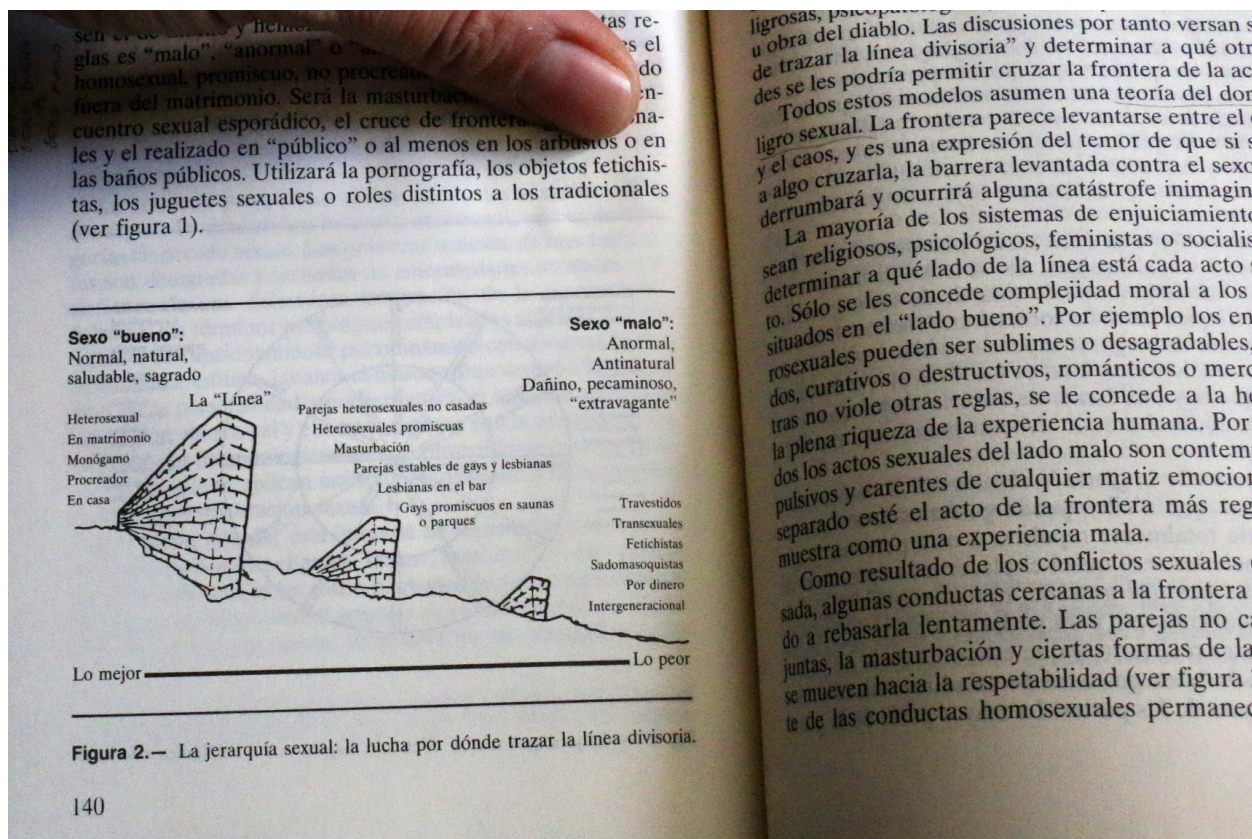 sen el de
tas re-
glas es “malo”, “anormal” o
es el
homosexual, promiscuo, no
do
fuera del matrimonio. Será la
en-
cuentro sexual esporádico, el cruce de
na-
les y el realizado en “público” o al menos en los arbustos o en
las baños públicos. Utilizará la pornografía, los objetos fetichis-
tas, los juguetes sexuales o roles distintos a los tradicionales
(ver figura 1).
Sexo “bueno”:
Normal, natural,
saludable, sagrado
Sexo “malo”:
Anormal,
Antinatural
Dañino, pecaminoso,
“extravagante”
La “Línea”
Heterosexual
En matrimonio
Monógamo
Procreador
En casa
Parejas heterosexuales no casadas
Heterosexuales promiscuas
Masturbación
Parejas estables de gays y lesbianas
Lesbianas en el bar
Gays promiscuos en saunas
o parques
Travestidos
Transexuales
Fetichistas
Sadomasoquistas
Por dinero
Intergeneracional
Lo mejor
Lo peor
Figura 2.— La jerarquía sexual: la lucha por dónde trazar la línea divisoria.
140
ligrosas,
u obra del diablo. Las discusiones por tanto versan s
de trazar la línea divisoria” y determinar a qué otr
des se les podría permitir cruzar la frontera de la ac
Todos estos modelos asumen una teoría del dor
ligro sexual. La frontera parece levantarse entre el
y el caos, y es una expresión del temor de que si s
a algo cruzarla, la barrera levantada contra el sexo
derrumbará y ocurrirá alguna catástrofe inimagin
La mayoría de los sistemas de enjuiciamiento
sean religiosos, psicológicos, feministas o socialis
determinar a qué lado de la línea está cada acto
to. Sólo se les concede complejidad moral a los
situados en el “lado bueno”. Por ejemplo los en
rosexuales pueden ser sublimes o desagradables,
dos, curativos o destructivos, románticos o merc
tras no viole otras reglas, se le concede a la he
la plena riqueza de la experiencia humana. Por
dos los actos sexuales del lado malo son contem
pulsivos y carentes de cualquier matiz emocion
separado esté el acto de la frontera más reg
muestra como una experiencia mala.
Como resultado de los conflictos sexuales
sada, algunas conductas cercanas a la frontera
do a rebasarla lentamente. Las parejas no ca
juntas, la masturbación y ciertas formas de la
se mueven hacia la respetabilidad (ver figura
te de las conductas homosexuales permanec